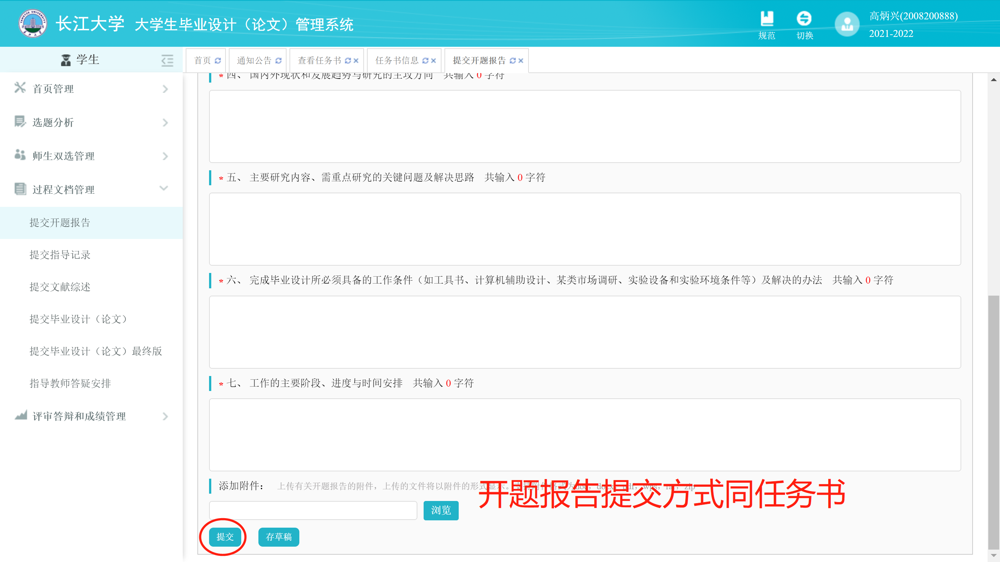 长江大学 大学生毕业设计（论文）管理系统
规范
切换
高炳兴(2008200888)
2021-2022
学生
首页
通知公告
查看任务书
任务书信息
提交开题报告
首页管理
选题分析
师生双选管理
过程文档管理
提交开题报告
提交指导记录
提交文献综述
提交毕业设计（论文）
提交毕业设计（论文）最终版
指导教师答疑安排
评审答辩和成绩管理
* 四、 国内外现状和发展趋势与研究的主攻方向 共输入 0 字符
* 五、 主要研究内容、需重点研究的关键问题及解决思路 共输入 0 字符
* 六、 完成毕业设计所必须具备的工作条件（如工具书、计算机辅助设计、某类市场调研、实验设备和实验环境条件等）及解决的办法 共输入 0 字符
* 七、 工作的主要阶段、进度与时间安排 共输入 0 字符
添加附件： 上传有关开题报告的附件，上传的文件将以附件的形式显示。支持附件格式为doc，docx，pdf，wps，rar，zip
开题报告提交方式同任务书
浏览
提交
存草稿